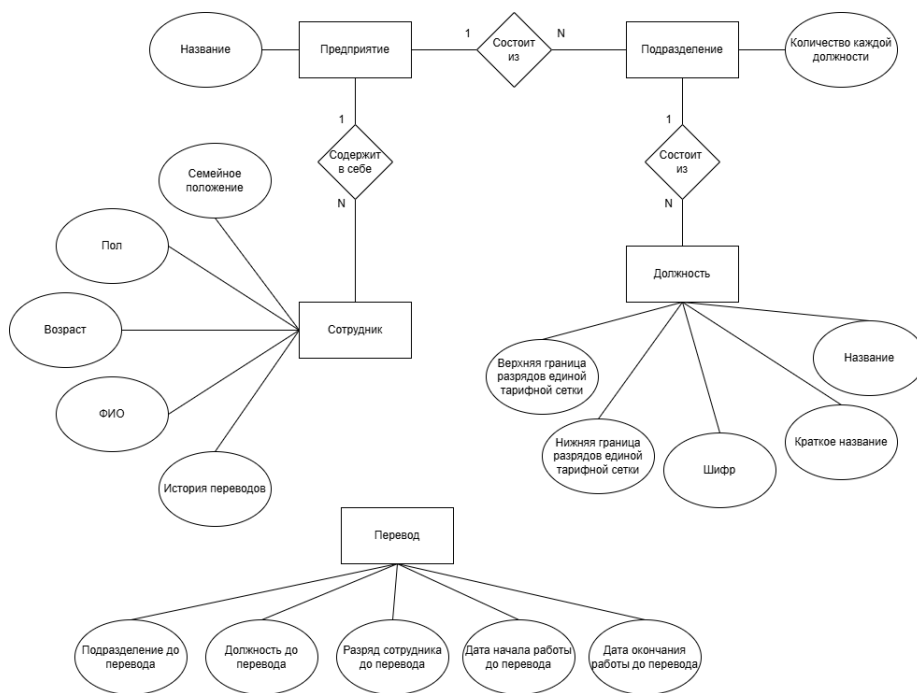 Название
Предприятие
1
Состоит
из
N
Подразделение
Количество каждой
должности
1
Содержит
в себе
N
1
Состоит
из
N
Семейное
положение
Пол
Возраст
ФИО
История переводов
Сотрудник
Должность
Верхняя граница
разрядов единой
тарифной сетки
Нижняя граница
разрядов единой
тарифной сетки
Шифр
Краткое название
Название
Перевод
Подразделение до
перевода
Должность до
перевода
Разряд сотрудника
до перевода
Дата начала работы
до перевода
Дата окончания
работы до перевода